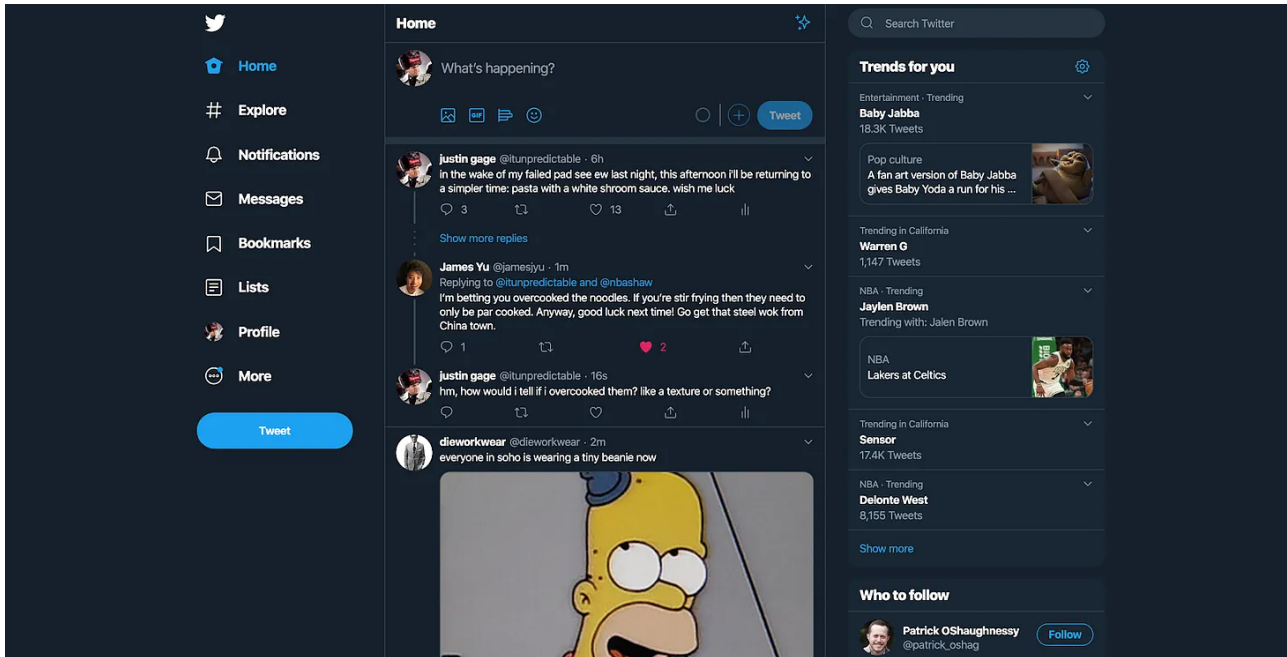 Home
Explore
Notifications
Messages
Bookmarks
Lists
Profile
More
Tweet
Home
What's happening?
GIF
Tweet
justin gage @itunpredictable · 6h
in the wake of my failed pad see ew last night, this afternoon i'll be returning to
a simpler time: pasta with a white shroom sauce. wish me luck
3
13
Show more replies
James Yu @jamesjyu · 1m
Replying to @itunpredictable and @nbashaw
I'm betting you overcooked the noodles. If you're stir frying then they need to
only be par cooked. Anyway, good luck next time! Go get that steel wok from
China town.
1
2
justin gage @itunpredictable · 16s
hm, how would i tell if i overcooked them? like a texture or something?
dieworkwear @dieworkwear · 2m
everyone in soho is wearing a tiny beanie now
Search Twitter
Trends for you
Entertainment · Trending
Baby Jabba
18.3K Tweets
Pop culture
A fan art version of Baby Jabba
gives Baby Yoda a run for his ...
Trending in California
Warren G
1,147 Tweets
NBA · Trending
Jaylen Brown
Trending with: Jalen Brown
NBA
Lakers at Celtics
Trending in California
Sensor
17.4K Tweets
NBA · Trending
Delonte West
8,155 Tweets
Show more
Who to follow
Patrick OShaughnessy
@patrick_oshag
Follow